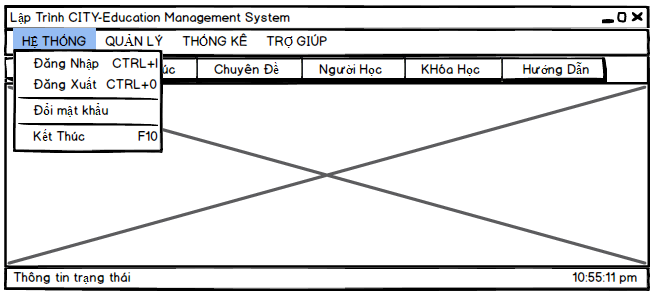 Lập Trình CITY-Education Management System
HỆ THÓNG QUẢN LÝ THÓNG KÊ TRỢ GIÚP
úc Chuyên Đề Người Học KHóa Học Hướng Dẫn
Đăng Nhập CTRL+I
Đăng Xuất CTRL+0
Đổi mật khẩu
Kết Thúc F10
Thông tin trạng thái 10:55:11 pm